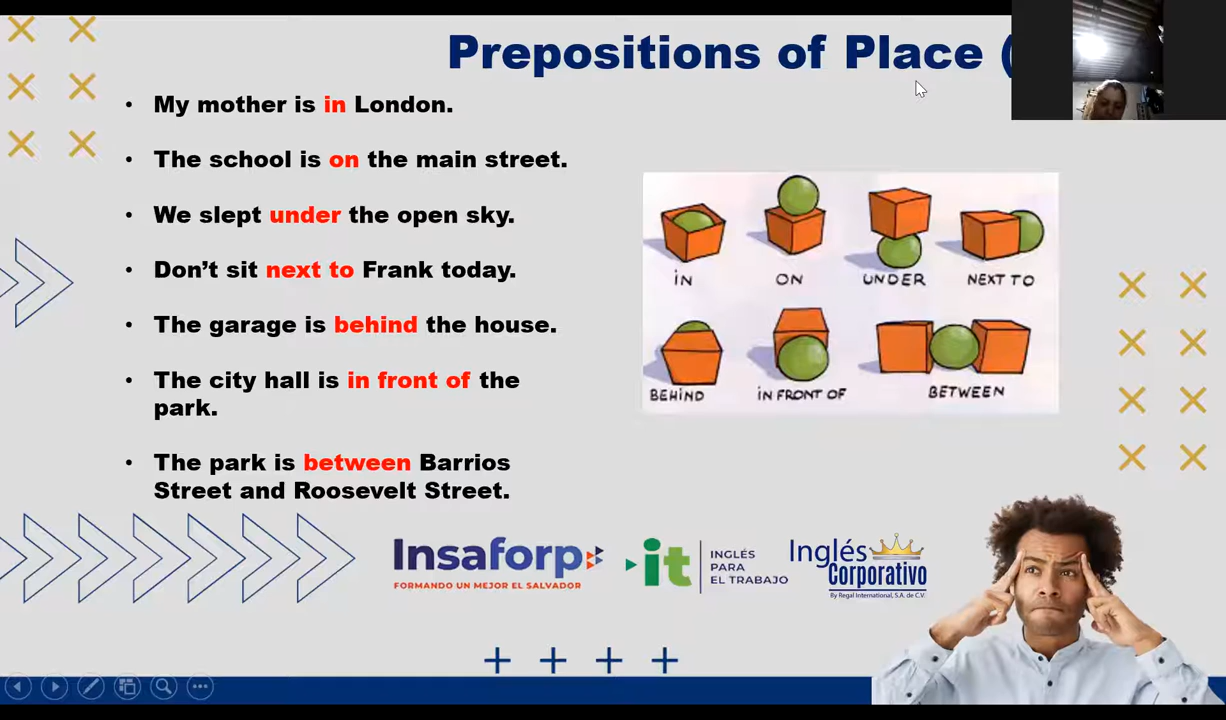 Prepositions of Place (
My mother is in London.
The school is on the main street.
We slept under the open sky.
Don’t sit next to Frank today.
The garage is behind the house.
The city hall is in front of the
park.
The park is between Barrios
Street and Roosevelt Street.
iN
ON
UNDER
NEXT TO
BEHiND
iN FRONT OF
BETWEEN
Insaforp
FORMANDO UN MEJOR EL SALVADOR
it
INGLÉS
PARA
EL TRABAJO
Inglés
Corporativo
By Regal International, S.A. de C.V.